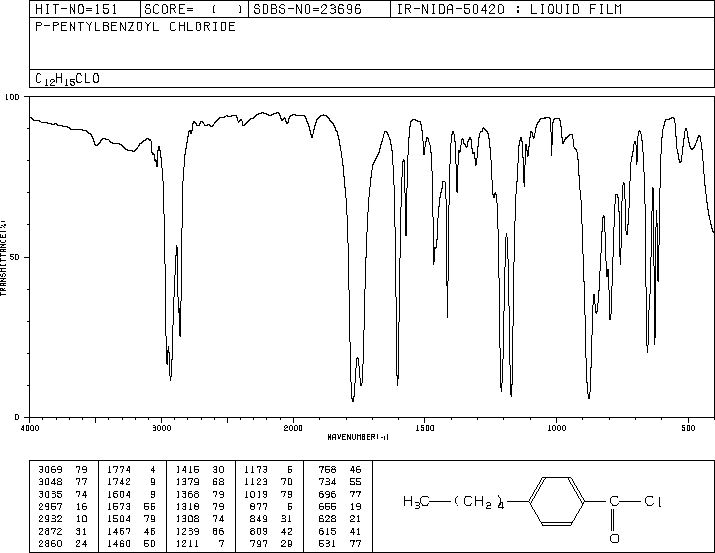 HIT-NO=151 SCORE= ( ) SDBS-NO=23696 IR-NIDA-50420 : LIQUID FILM
P-PENTYLBENZOYL CHLORIDE
C12H15CLO
100
50
0
TRANSMITTANCE(%)
4000 3000 2000 1500 1000 500
WAVENUMBER(-1)
3069 79 1774 4 1416 30 1173 6 758 46
3048 77 1742 9 1379 68 1123 70 734 55
3035 74 1604 9 1368 79 1019 79 696 77
2957 16 1573 55 1318 79 877 5 655 19
2932 10 1504 79 1308 74 849 31 628 21
2872 31 1467 46 1239 66 809 42 615 41
2860 24 1460 50 1211 7 797 29 531 77
H3C—(CH2)4 C—Cl
O